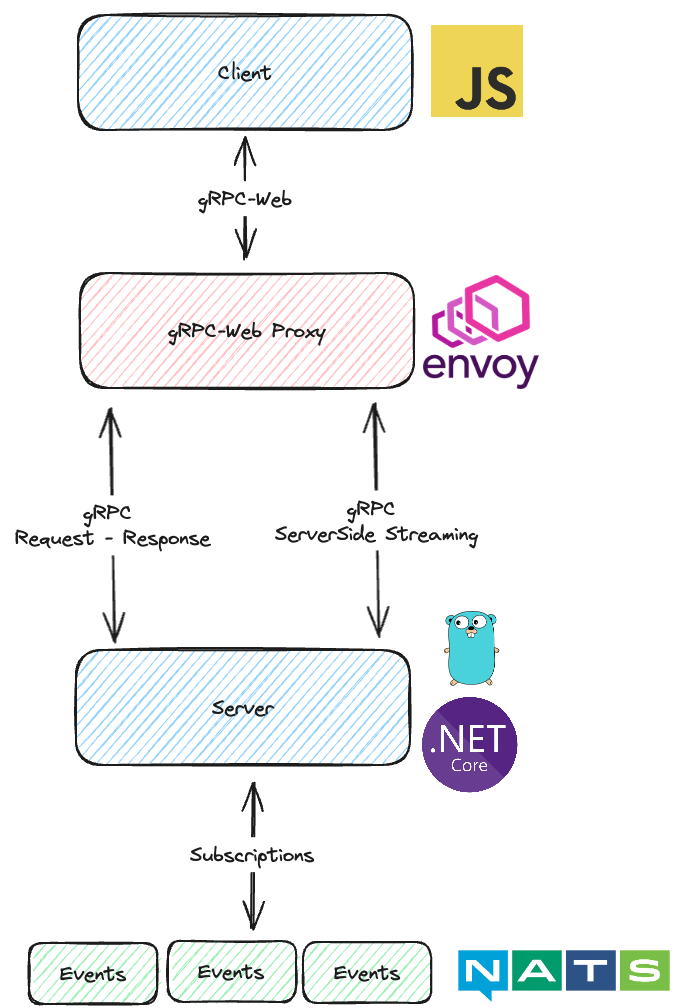 Client
JS
gRPC-Web
gRPC-Web Proxy
envoy
gRPC
Request - Response
gRPC
ServerSide Streaming
Server
.NET
Core
Subscriptions
Events
Events
Events
NATS